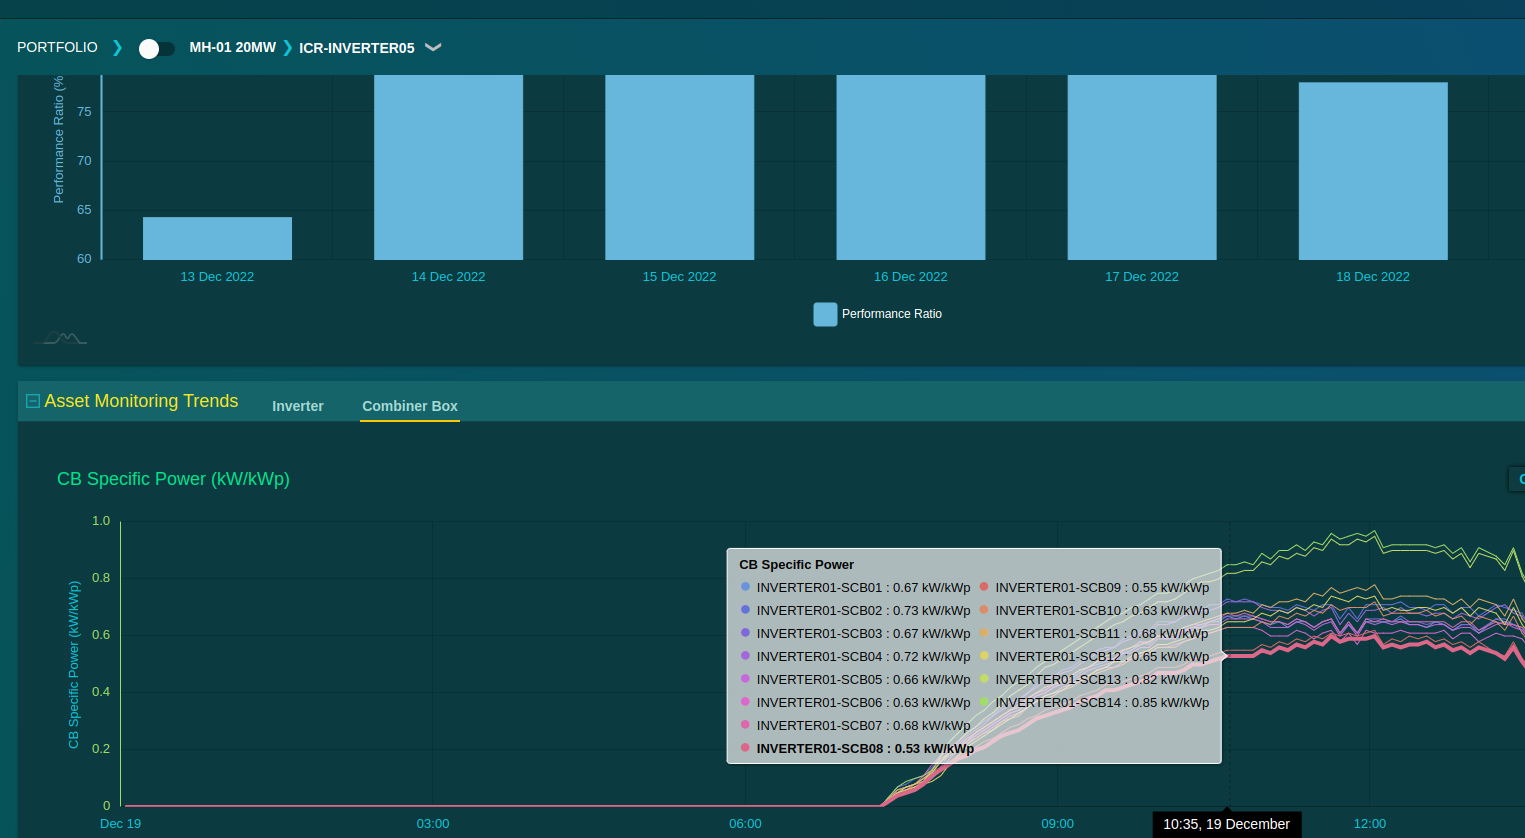 PORTFOLIO ❯ MH-01 20MW ❯ ICR-INVERTER05
Performance Ratio (%
75
70
65
60
13 Dec 2022 14 Dec 2022 15 Dec 2022 16 Dec 2022 17 Dec 2022 18 Dec 2022
Performance Ratio
Asset Monitoring Trends Inverter Combiner Box
CB Specific Power (kW/kWp)
CB Specific Power (kW/kWp)
1.0
0.8
0.6
0.4
0.2
0
CB Specific Power
INVERTER01-SCB01 : 0.67 kW/kWp INVERTER01-SCB09 : 0.55 kW/kWp
INVERTER01-SCB02 : 0.73 kW/kWp INVERTER01-SCB10 : 0.63 kW/kWp
INVERTER01-SCB03 : 0.67 kW/kWp INVERTER01-SCB11 : 0.68 kW/kWp
INVERTER01-SCB04 : 0.72 kW/kWp INVERTER01-SCB12 : 0.65 kW/kWp
INVERTER01-SCB05 : 0.66 kW/kWp INVERTER01-SCB13 : 0.82 kW/kWp
INVERTER01-SCB06 : 0.63 kW/kWp INVERTER01-SCB14 : 0.85 kW/kWp
INVERTER01-SCB07 : 0.68 kW/kWp
INVERTER01-SCB08 : 0.53 kW/kWp
Dec 19 03:00 06:00 09:00 10:35, 19 December 12:00